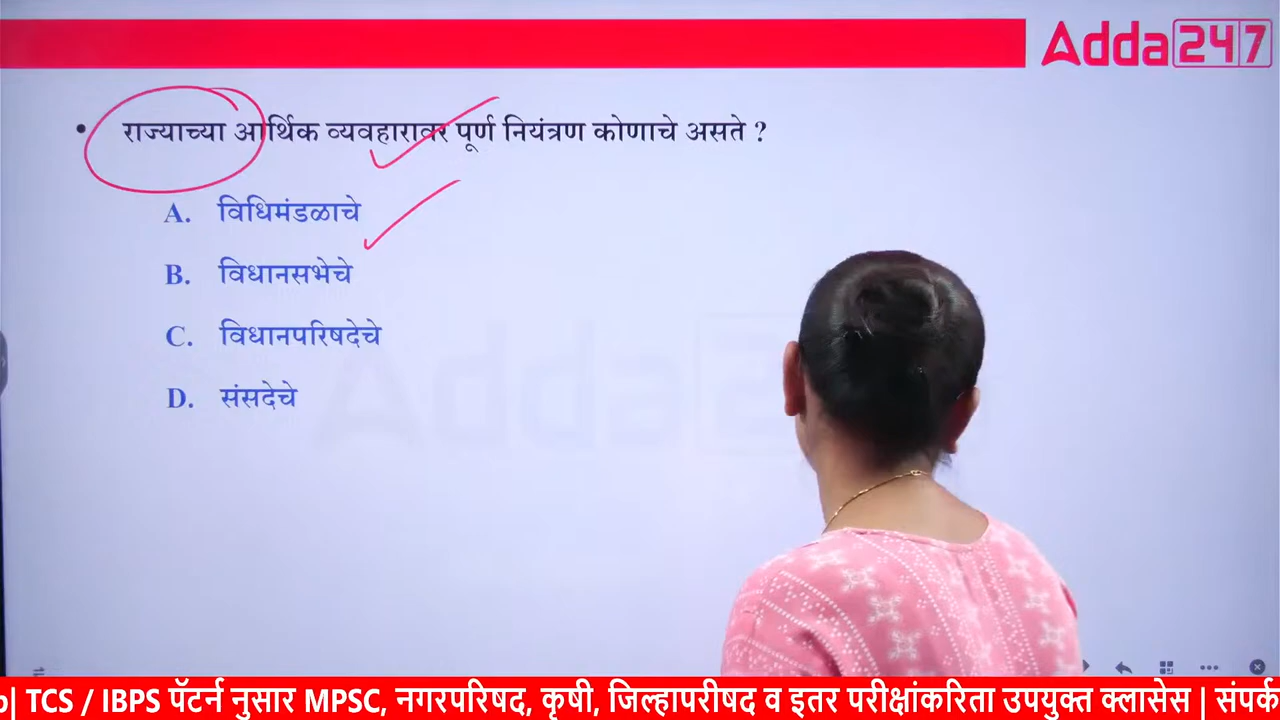 Adda247
• राज्याच्या आर्थिक व्यवहारावर पूर्ण नियंत्रण कोणाचे असते ?
A. विधिमंडळाचे
B. विधानसभेचे
C. विधानपरिषदेचे
D. संसदेचे
| TCS / IBPS पॅटर्न नुसार MPSC, नगरपरिषद, कृषी, जिल्हापरीषद व इतर परीक्षांकरिता उपयुक्त क्लासेस | संपर्क